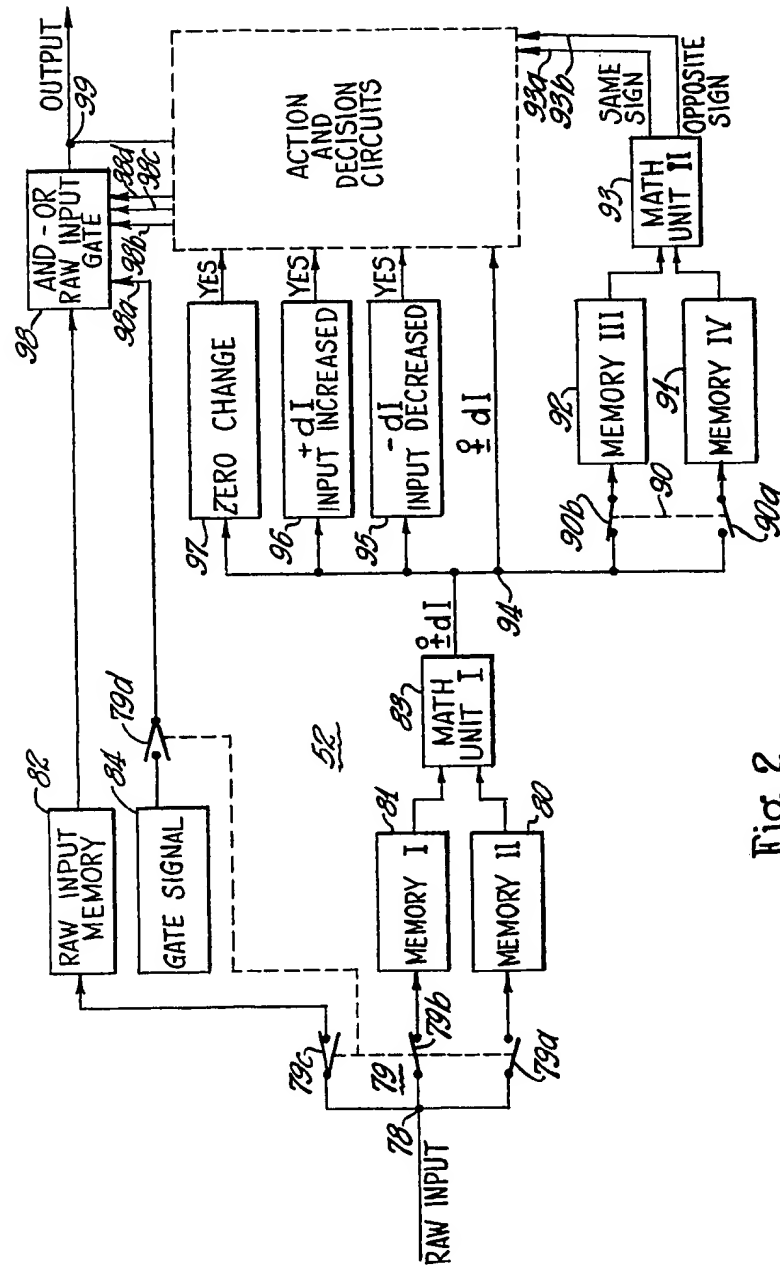 OUTPUT
99
AND-OR
RAW INPUT
GATE
98
98a
98b
98c
98d
ACTION
AND
DECISION
CIRCUITS
93a
93b
SAME
SIGN
OPPOSITE
SIGN
MATH
UNIT II
93
YES
YES
YES
ZERO CHANGE
97
+dI
INPUT INCREASED
96
-dI
INPUT DECREASED
95
0
± dI
94
MEMORY III
92
MEMORY IV
91
90
90b
90a
0
± dI
MATH
UNIT I
83
52
82
RAW INPUT
MEMORY
84
GATE SIGNAL
79d
81
MEMORY I
80
MEMORY II
79c
79
79b
79a
78
RAW INPUT
Fig. 2